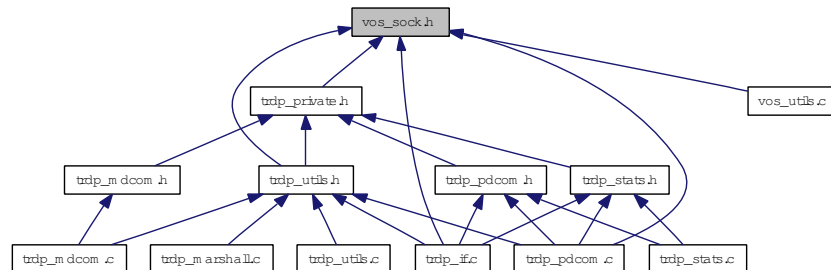 vos_sock.h
trdp_private.h
vos_utils.c
trdp_mdcom.h
trdp_utils.h
trdp_pdcom.h
trdp_stats.h
trdp_mdcom.c
trdp_marshall.c
trdp_utils.c
trdp_if.c
trdp_pdcom.c
trdp_stats.c